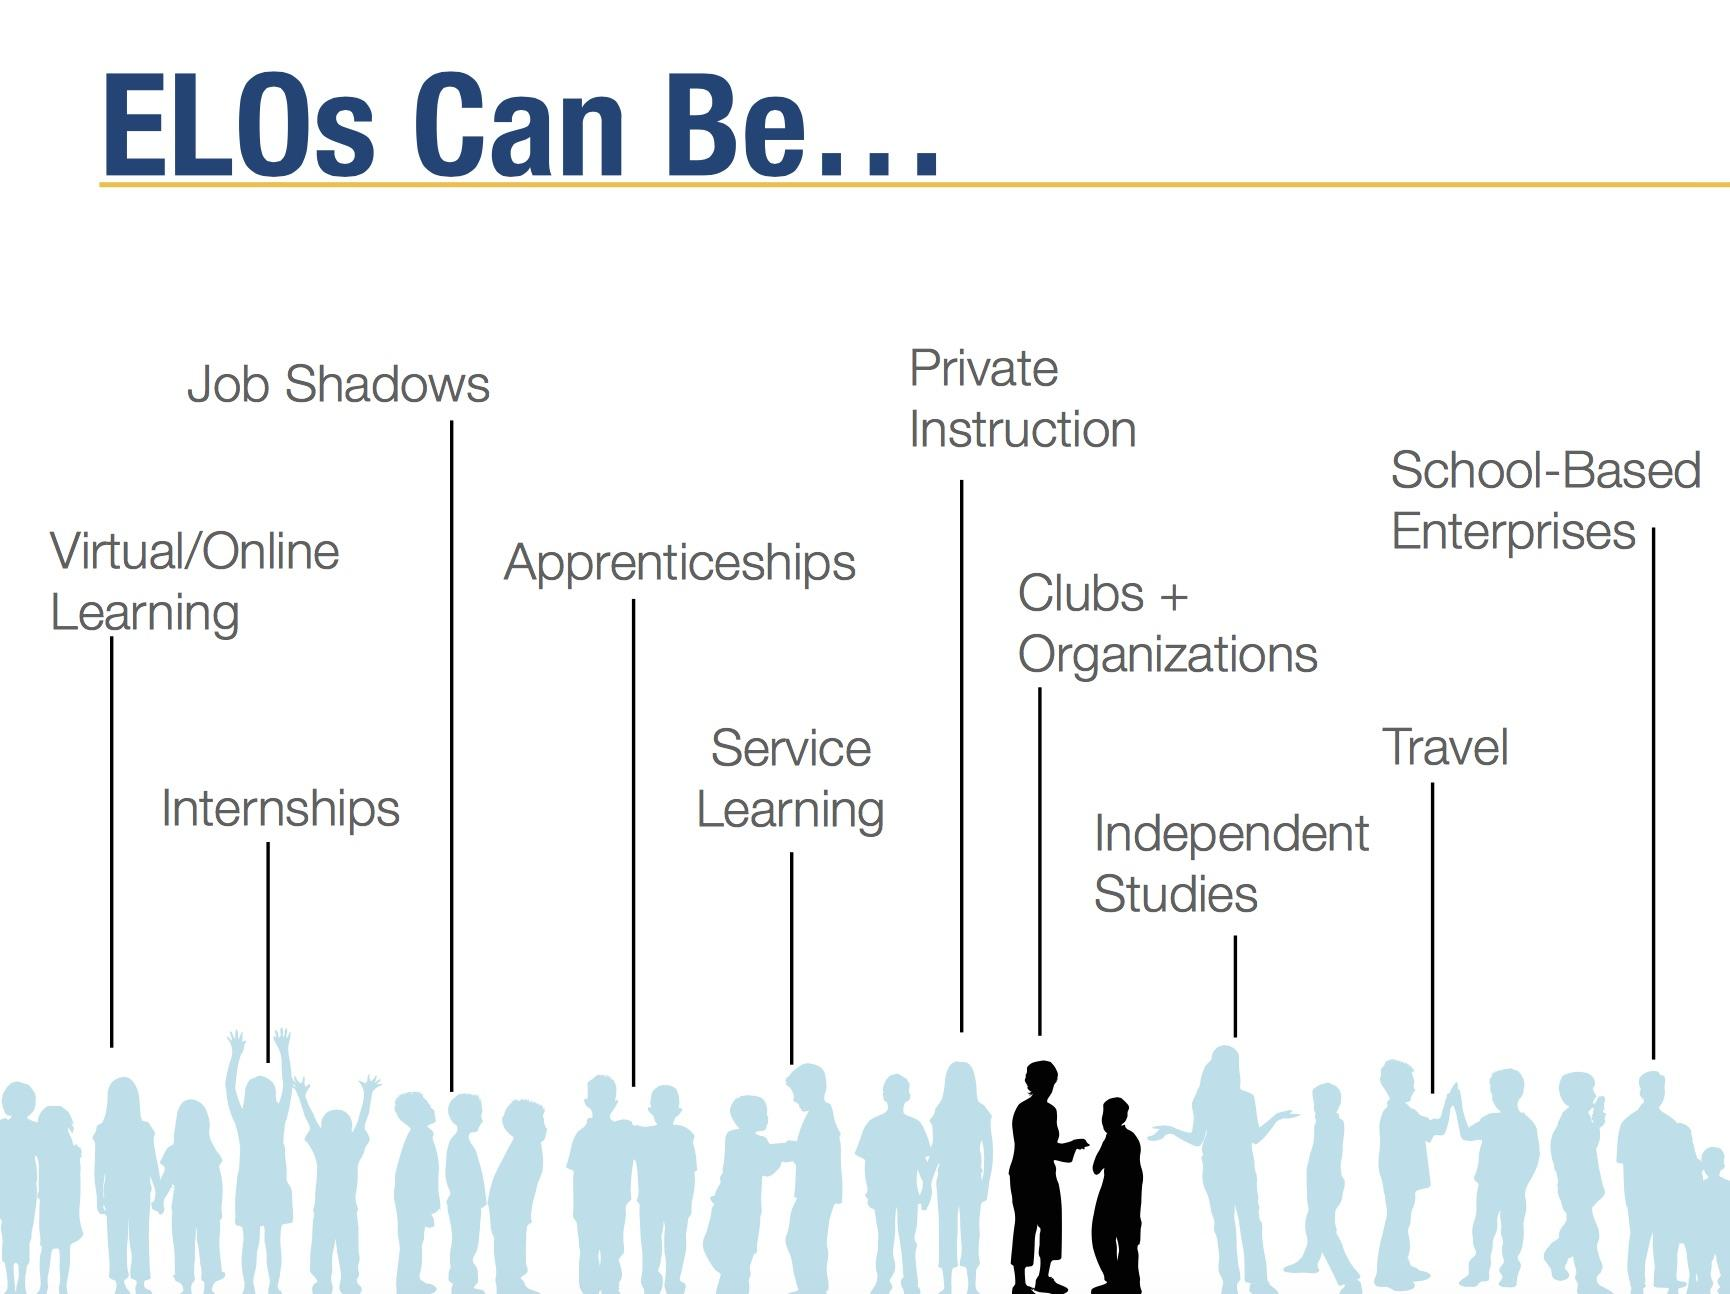 ELOs Can Be...
Job Shadows
Private
Instruction
School-Based
Enterprises
Virtual/Online
Learning
Apprenticeships
Clubs +
Organizations
Service
Learning
Travel
Internships
Independent
Studies